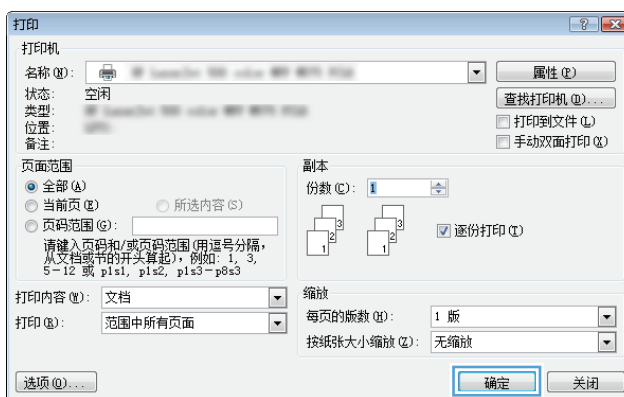 打印
打印机
名称(N):
属性(P)
状态: 空闲
查找打印机(D)...
类型:
位置:
打印到文件(L)
备注:
手动双面打印(X)
页面范围
全部(A)
当前页(E) 所选内容(S)
页码范围(G):
请键入页码和/或页码范围(用逗号分隔,
从文档或节的开头算起),例如: 1, 3,
5-12 或 p1s1, p1s2, p1s3-p8s3
副本
份数(C): 1
3 3
2 2
1 1
逐份打印(T)
打印内容(W): 文档
打印(R): 范围中所有页面
缩放
每页的版数(H): 1 版
按纸张大小缩放(Z): 无缩放
选项(O)...
确定 关闭